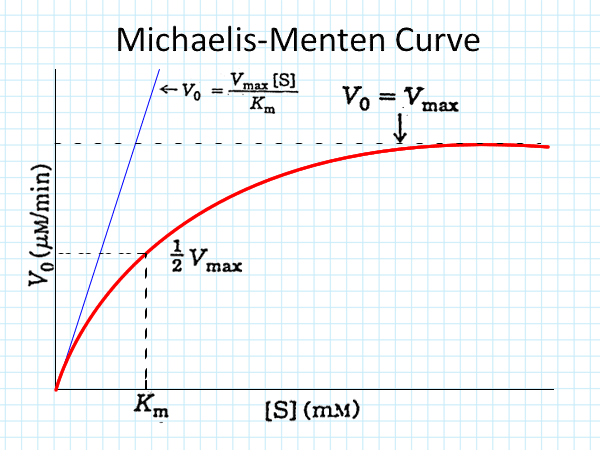 Michaelis-Menten Curve
←V₀ = Vmax [S] / Km
V₀ = Vmax
V₀ (μM/min)
½ Vmax
Km
[S] (mM)